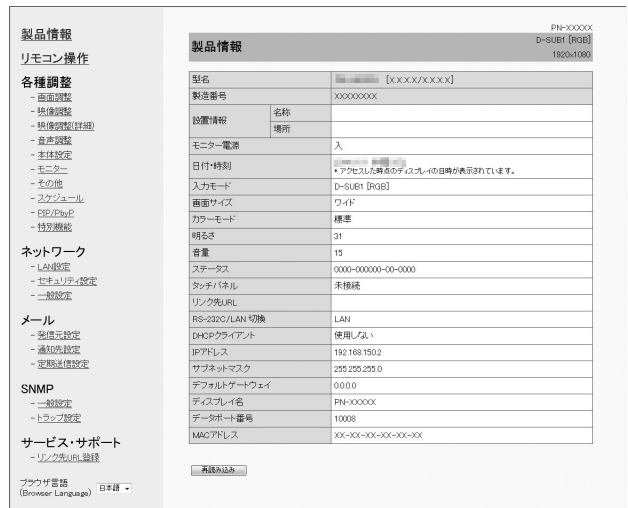 製品情報
リモコン操作
各種調整
- 画面調整
- 映像調整
- 映像調整(詳細)
- 音声調整
- 本体設定
- モニター
- その他
- スケジュール
- PIP/PbyP
- 特別機能
ネットワーク
- LAN設定
- セキュリティ設定
- 一般設定
メール
- 発信元設定
- 通知先設定
- 定期送信設定
SNMP
- 一般設定
- トラップ設定
サービス・サポート
- リンク先URL登録
ブラウザ言語
(Browser Language) 日本語
PN-XXXXX
製品情報 D-SUB1 [RGB]
1920x1080
型名 [X.X.X.X/X.X.X.X]
製造番号 XXXXXXXX
設置情報 名称
場所
モニター電源 入
日付・時刻
* アクセスした時点のディスプレイの日時が表示されています。
入力モード D-SUB1 [RGB]
画面サイズ ワイド
カラーモード 標準
明るさ 31
音量 15
ステータス 0000-000000-00-0000
タッチパネル 未接続
リンク先URL
RS-232C/LAN 切換 LAN
DHCPクライアント 使用しない
IPアドレス 192.168.150.2
サブネットマスク 255.255.255.0
デフォルトゲートウェイ 0.0.0.0
ディスプレイ名 PN-XXXXX
データポート番号 10008
MACアドレス XX-XX-XX-XX-XX-XX
再読み込み